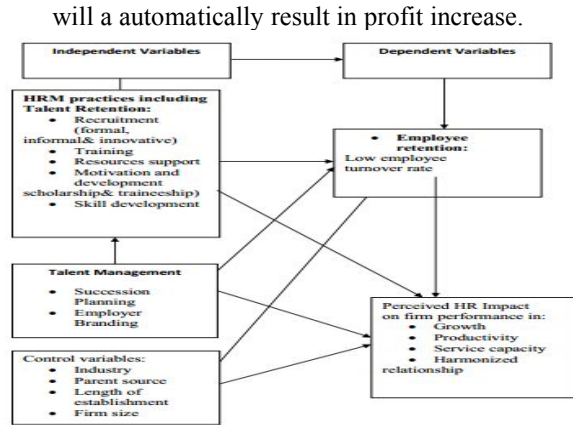 will a automatically result in profit increase.
Independent Variables
Dependent Variables
HRM practices including
Talent Retention:
• Recruitment
(formal,
informal& innovative)
• Training
• Resources support
• Motivation and
development
scholarship& traineeship)
• Skill development
• Employee
retention:
Low employee
turnover rate
Talent Management
• Succession
Planning
• Employer
Branding
Perceived HR Impact
on firm performance in:
• Growth
• Productivity
• Service capacity
• Harmonized
relationship
Control variables:
• Industry
• Parent source
• Length of
establishment
• Firm size